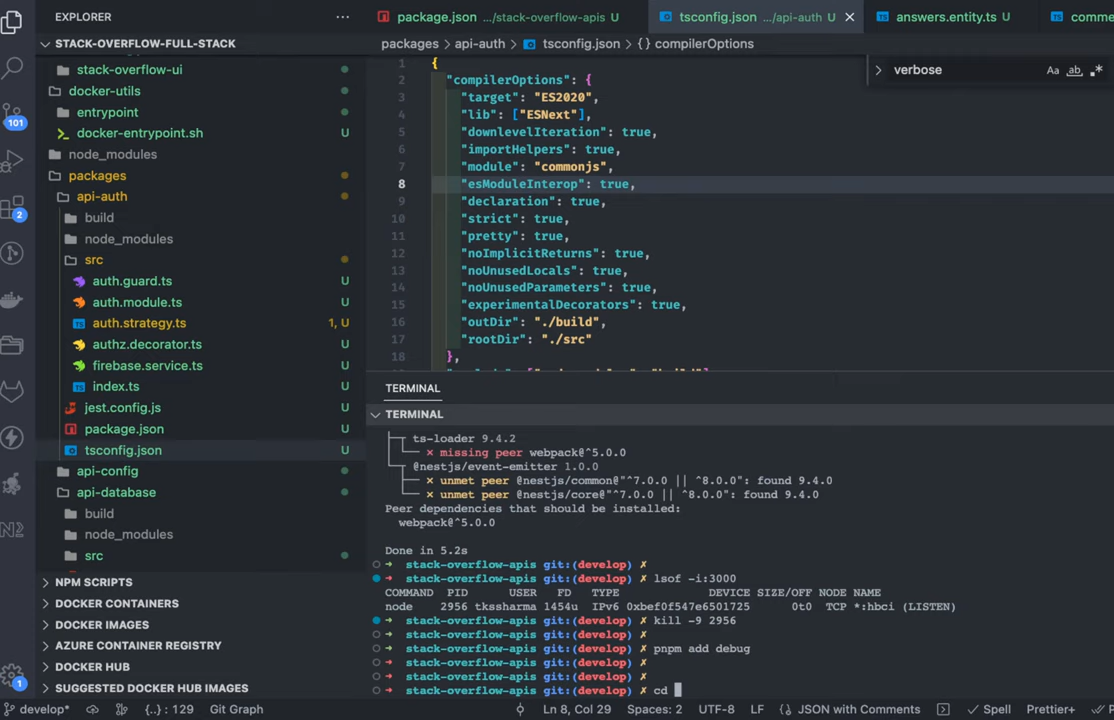 EXPLORER
STACK-OVERFLOW-FULL-STACK
stack-overflow-ui
docker-utils
entrypoint
docker-entrypoint.sh U
node_modules
packages
api-auth
build
node_modules
src
auth.guard.ts U
auth.module.ts U
auth.strategy.ts 1, U
authz.decorator.ts U
firebase.service.ts U
index.ts U
jest.config.js U
package.json U
tsconfig.json U
api-config
api-database
build
node_modules
src
NPM SCRIPTS
DOCKER CONTAINERS
DOCKER IMAGES
AZURE CONTAINER REGISTRY
DOCKER HUB
SUGGESTED DOCKER HUB IMAGES
101
2
1
package.json .../stack-overflow-apis U
tsconfig.json .../api-auth U
answers.entity.ts U
packages > api-auth > tsconfig.json > {} compilerOptions
verbose
Aa ab
1 {
2 "compilerOptions": {
3 "target": "ES2020",
4 "lib": ["ESNext"],
5 "downlevelIteration": true,
6 "importHelpers": true,
7 "module": "commonjs",
8 "esModuleInterop": true,
9 "declaration": true,
10 "strict": true,
11 "pretty": true,
12 "noImplicitReturns": true,
13 "noUnusedLocals": true,
14 "noUnusedParameters": true,
15 "experimentalDecorators": true,
16 "outDir": "./build",
17 "rootDir": "./src"
18 },
TERMINAL
TERMINAL
ts-loader 9.4.2
✕ missing peer webpack@^5.0.0
@nestjs/event-emitter 1.0.0
✕ unmet peer @nestjs/common@"^7.0.0 || ^8.0.0": found 9.4.0
✕ unmet peer @nestjs/core@"^7.0.0 || ^8.0.0": found 9.4.0
Peer dependencies that should be installed:
webpack@^5.0.0
Done in 5.2s
➜ stack-overflow-apis git:(develop) ✗
➜ stack-overflow-apis git:(develop) ✗ lsof -i:3000
COMMAND PID USER FD TYPE DEVICE SIZE/OFF NODE NAME
node 2956 tkssharma 1454u IPv6 0xbef0f547e6501725 0t0 TCP *:hbci (LISTEN)
➜ stack-overflow-apis git:(develop) ✗ kill -9 2956
➜ stack-overflow-apis git:(develop) ✗
➜ stack-overflow-apis git:(develop) ✗ pnpm add debug
➜ stack-overflow-apis git:(develop) ✗
➜ stack-overflow-apis git:(develop) ✗ cd
develop* {..} : 129 Git Graph Ln 8, Col 29 Spaces: 2 UTF-8 LF {} JSON with Comments Spell Prettier+